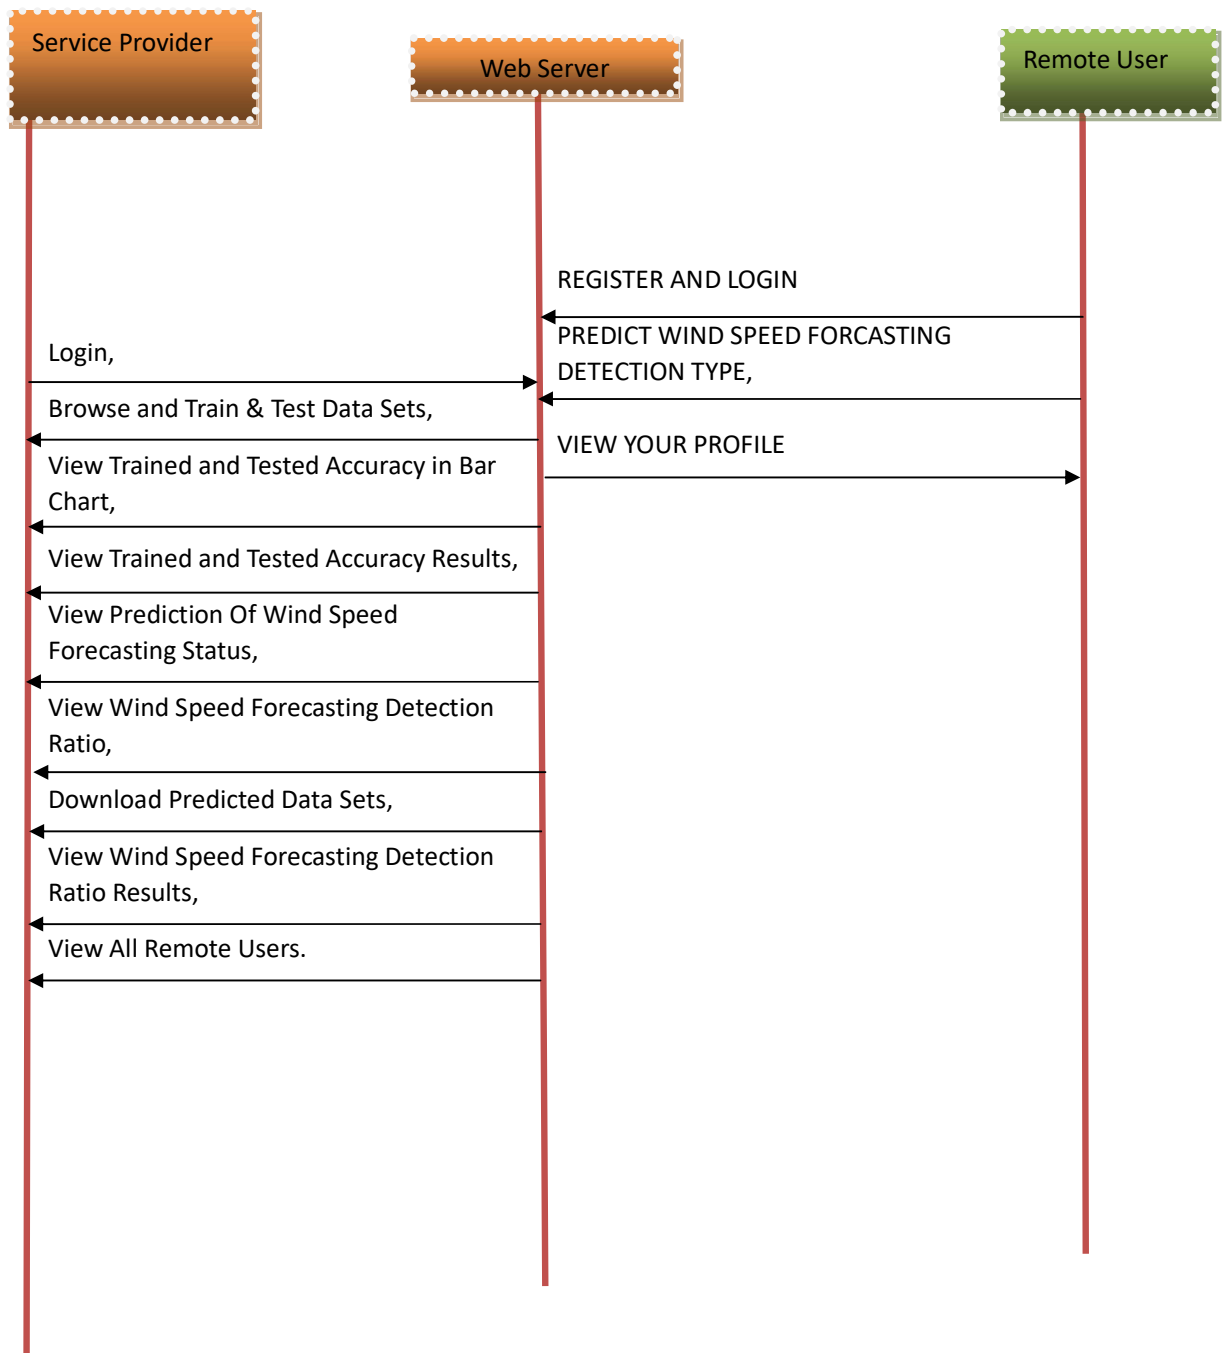 Service Provider
Web Server
Remote User
REGISTER AND LOGIN
PREDICT WIND SPEED FORCASTING
DETECTION TYPE,
VIEW YOUR PROFILE
Login,
Browse and Train & Test Data Sets,
View Trained and Tested Accuracy in Bar
Chart,
View Trained and Tested Accuracy Results,
View Prediction Of Wind Speed
Forecasting Status,
View Wind Speed Forecasting Detection
Ratio,
Download Predicted Data Sets,
View Wind Speed Forecasting Detection
Ratio Results,
View All Remote Users.